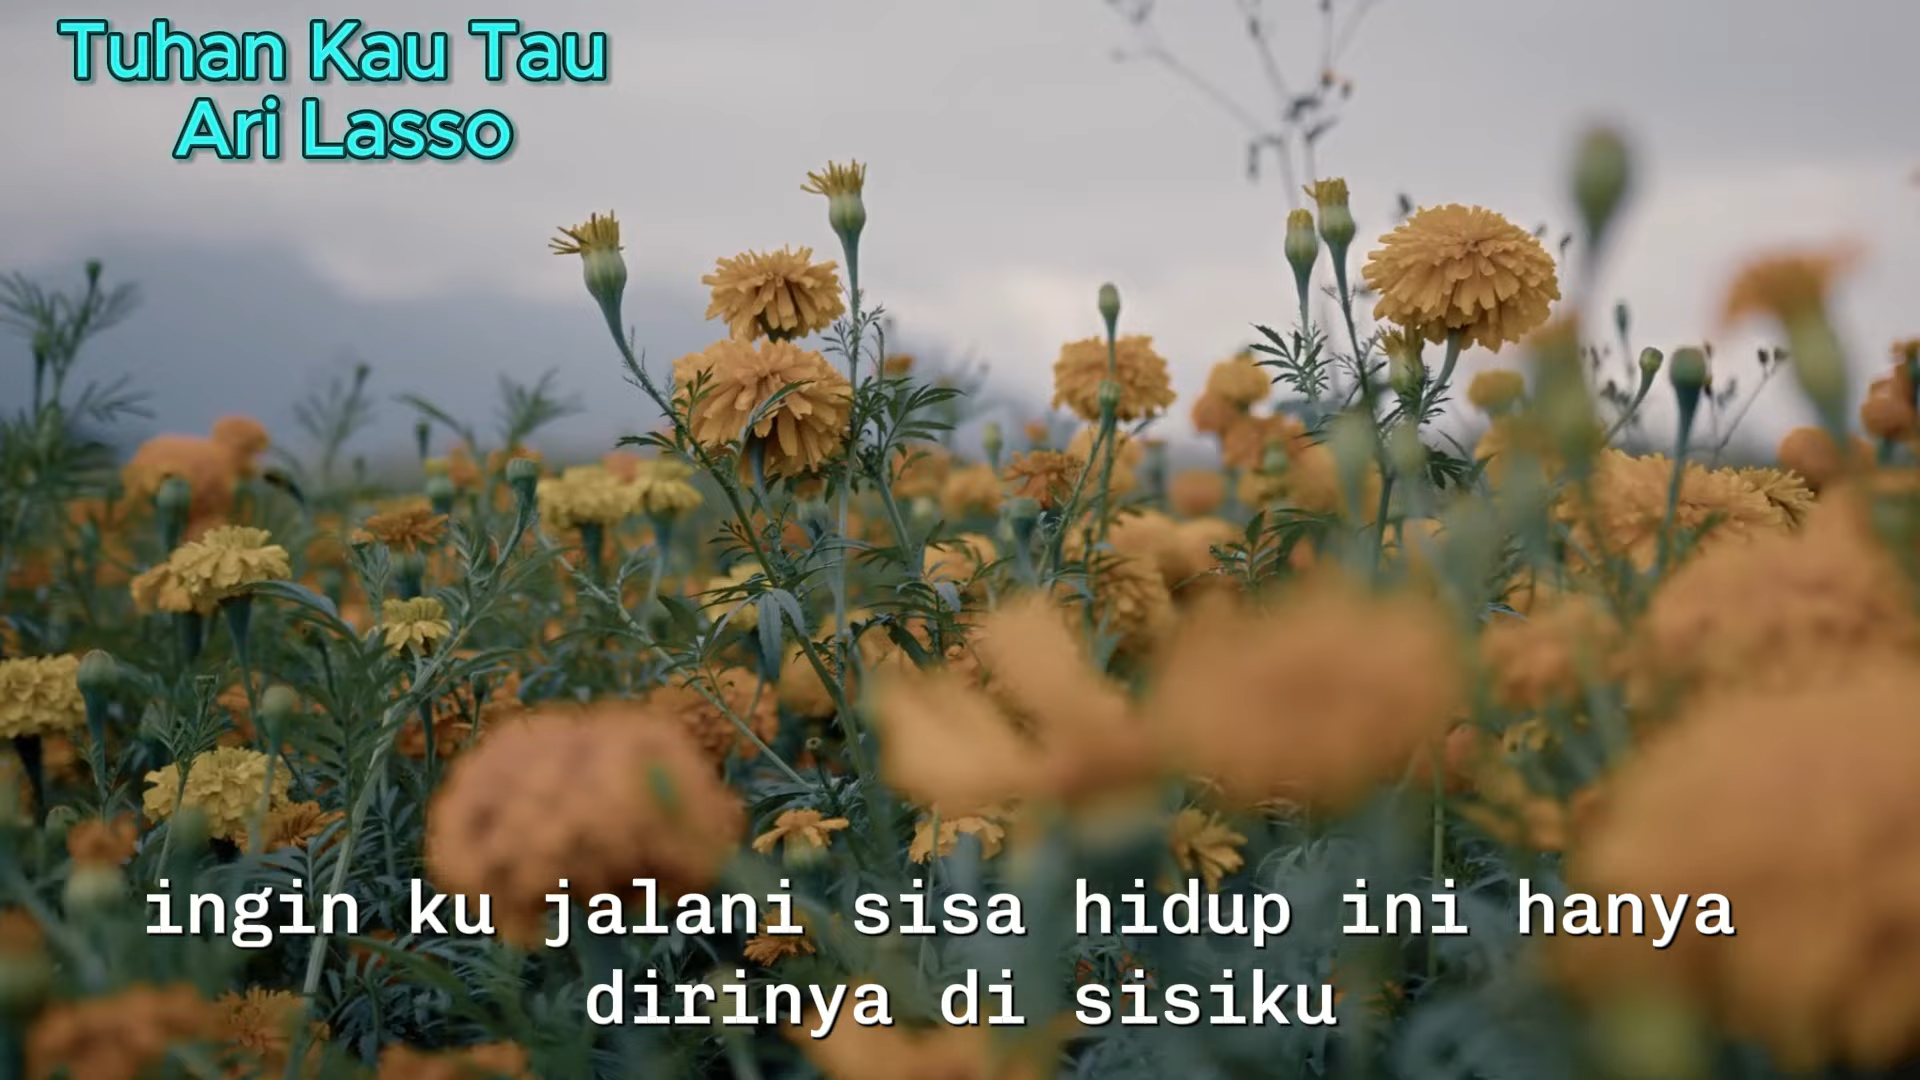 Tuhan Kau Tau
Ari Lasso
ingin ku jalani sisa hidup ini hanya
dirinya di sisiku